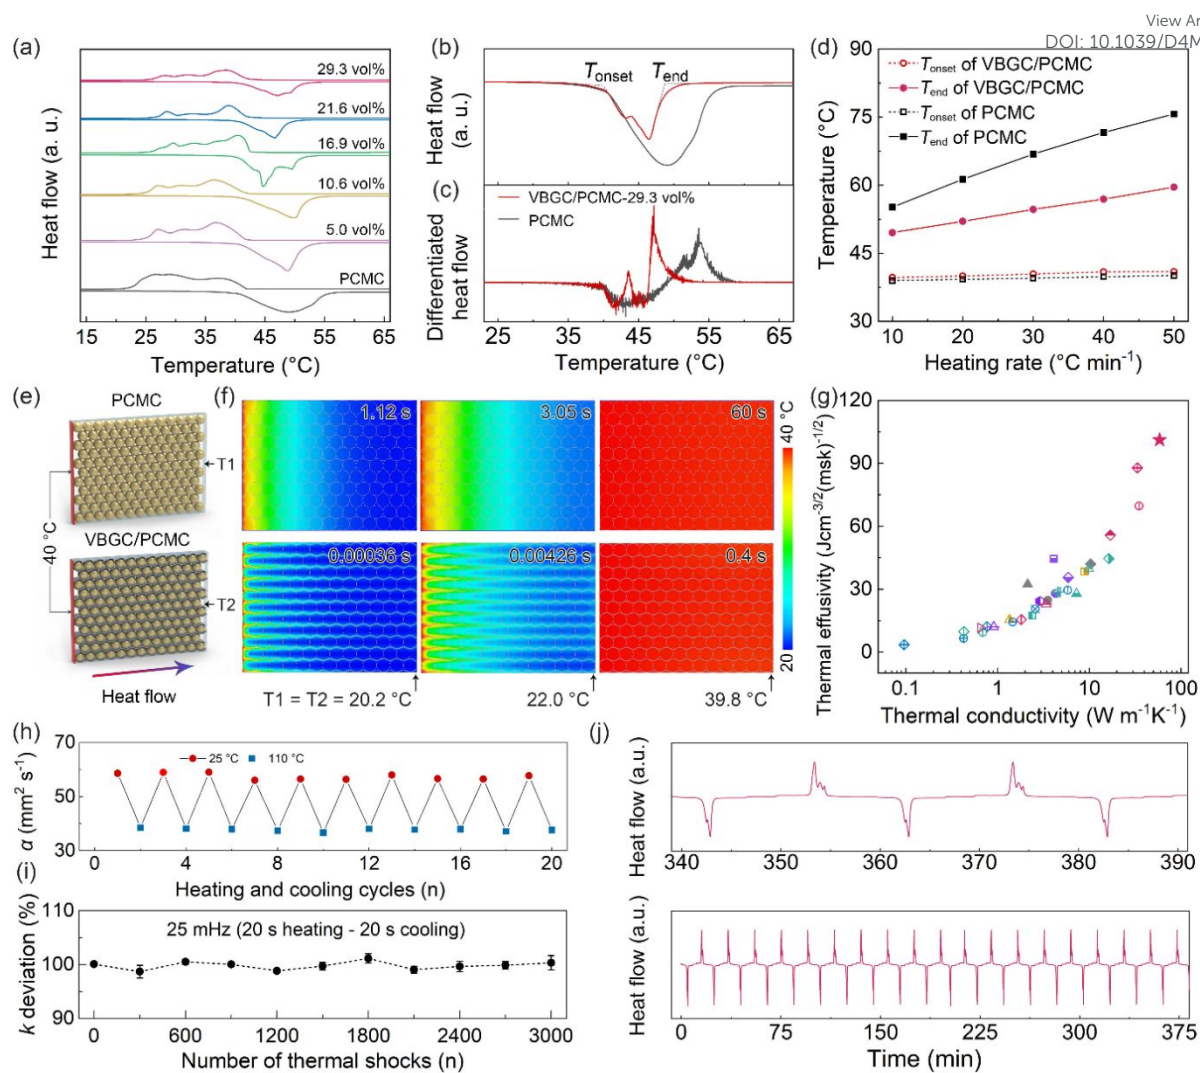 View Ar
DOI: 10.1039/D4M
(a)
Heat flow (a. u.)
29.3 vol%
21.6 vol%
16.9 vol%
10.6 vol%
5.0 vol%
PCMC
15 25 35 45 55 65
Temperature (°C)
(b)
Heat flow
(a. u.)
Tonset
Tend
(c)
Differentiated
heat flow
VBGC/PCMC-29.3 vol%
PCMC
25 35 45 55 65
Temperature (°C)
(d)
Temperature (°C)
90
75
60
45
30
Tonset of VBGC/PCMC
Tend of VBGC/PCMC
Tonset of PCMC
Tend of PCMC
10 20 30 40 50
Heating rate (°C min-1)
(e)
PCMC
T1
40 °C
VBGC/PCMC
T2
Heat flow
(f)
1.12 s
3.05 s
60 s
0.00036 s
0.00426 s
0.4 s
40 °C
20
T1 = T2 = 20.2 °C
22.0 °C
39.8 °C
(g)
Thermal effusivity (Jcm-3/2(msk)-1/2)
120
90
60
30
0
0.1 1 10 100
Thermal conductivity (W m-1K-1)
(h)
α (mm2 s-1)
70
50
30
25 °C
110 °C
0 4 8 12 16 20
Heating and cooling cycles (n)
(i)
k deviation (%)
110
100
90
25 mHz (20 s heating - 20 s cooling)
0 600 1200 1800 2400 3000
Number of thermal shocks (n)
(j)
Heat flow (a.u.)
340 350 360 370 380 390
Heat flow (a.u.)
0 75 150 225 300 375
Time (min)